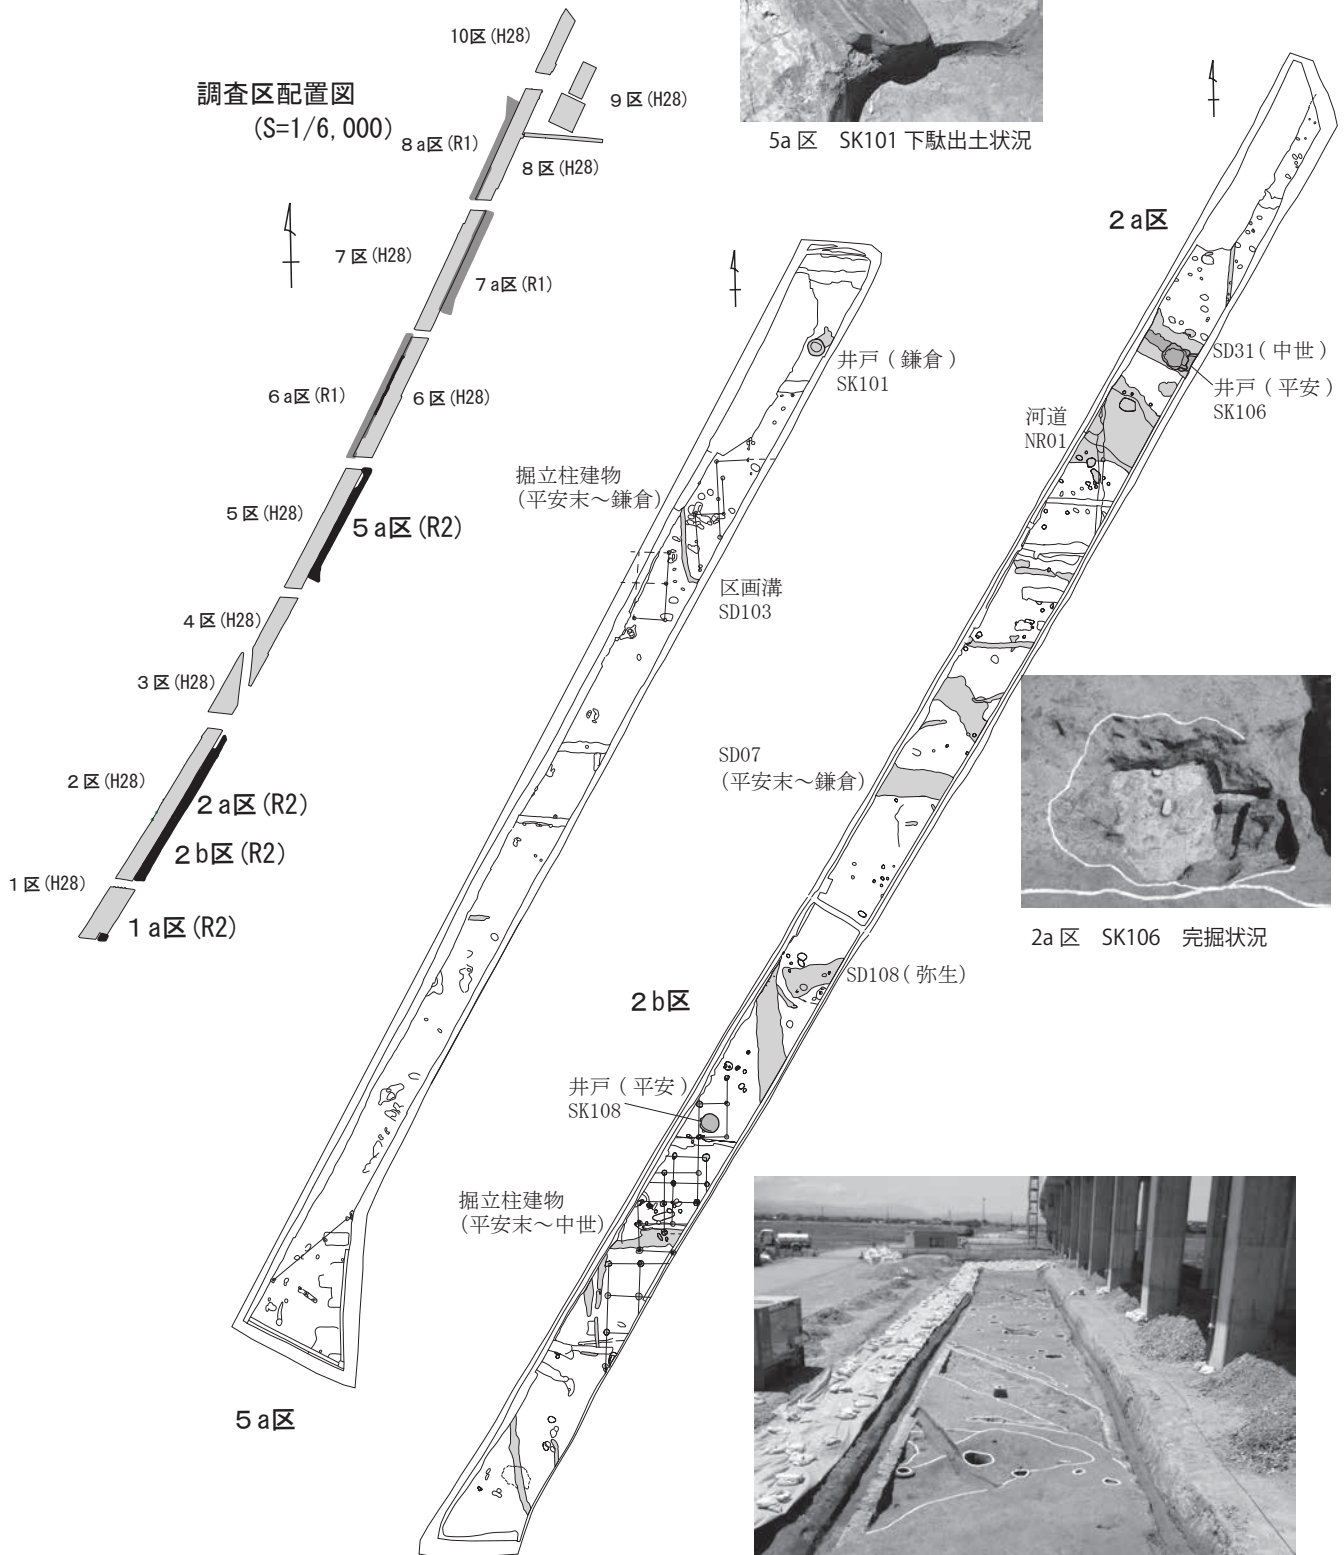 調査区配置図
(S=1/6,000)
10区(H28)
9区(H28)
8a区(R1)
8区(H28)
7区(H28)
7a区(R1)
6a区(R1)
6区(H28)
5区(H28)
5a区(R2)
4区(H28)
3区(H28)
2区(H28)
2a区(R2)
2b区(R2)
1区(H28)
1a区(R2)
5a区 SK101 下駄出土状況
井戸(鎌倉)
SK101
掘立柱建物
(平安末～鎌倉)
区画溝
SD103
5a区
2a区
SD31(中世)
井戸(平安)
SK106
河道
NR01
SD07
(平安末～鎌倉)
2a区 SK106 完掘状況
SD108(弥生)
2b区
井戸(平安)
SK108
掘立柱建物
(平安末～中世)